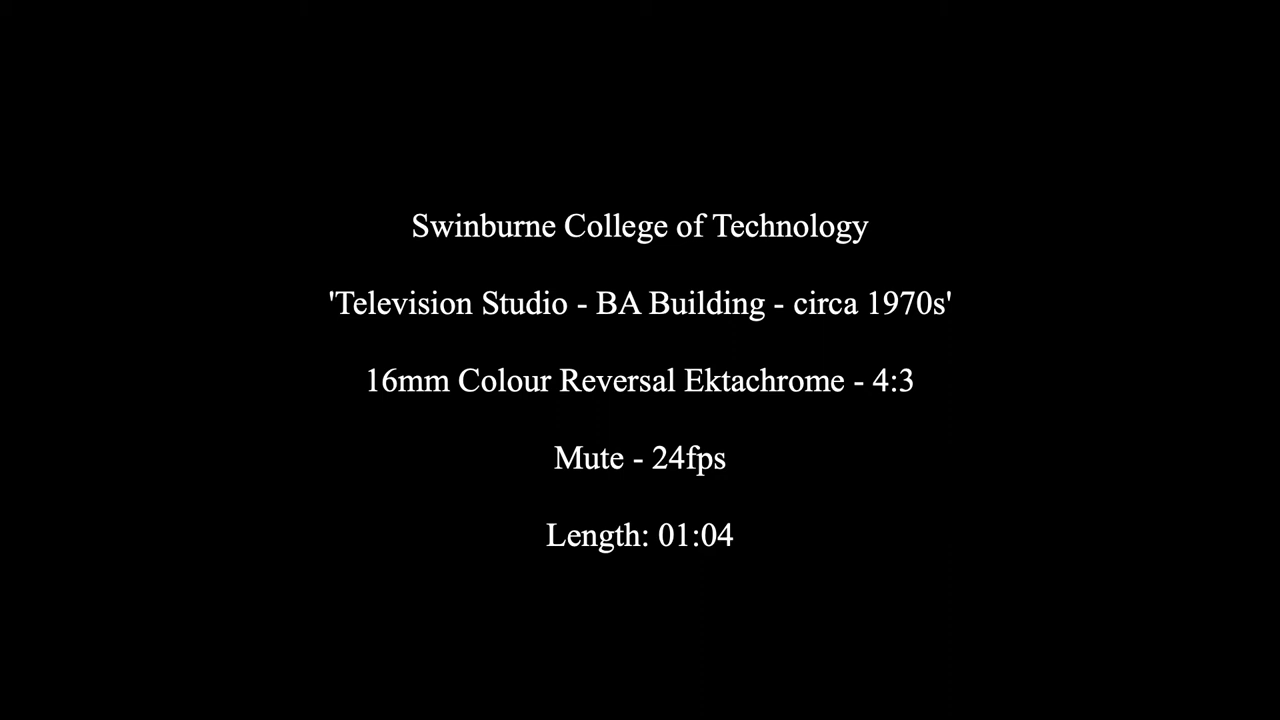 Swinburne College of Technology
'Television Studio - BA Building - circa 1970s'
16mm Colour Reversal Ektachrome - 4:3
Mute - 24fps
Length: 01:04